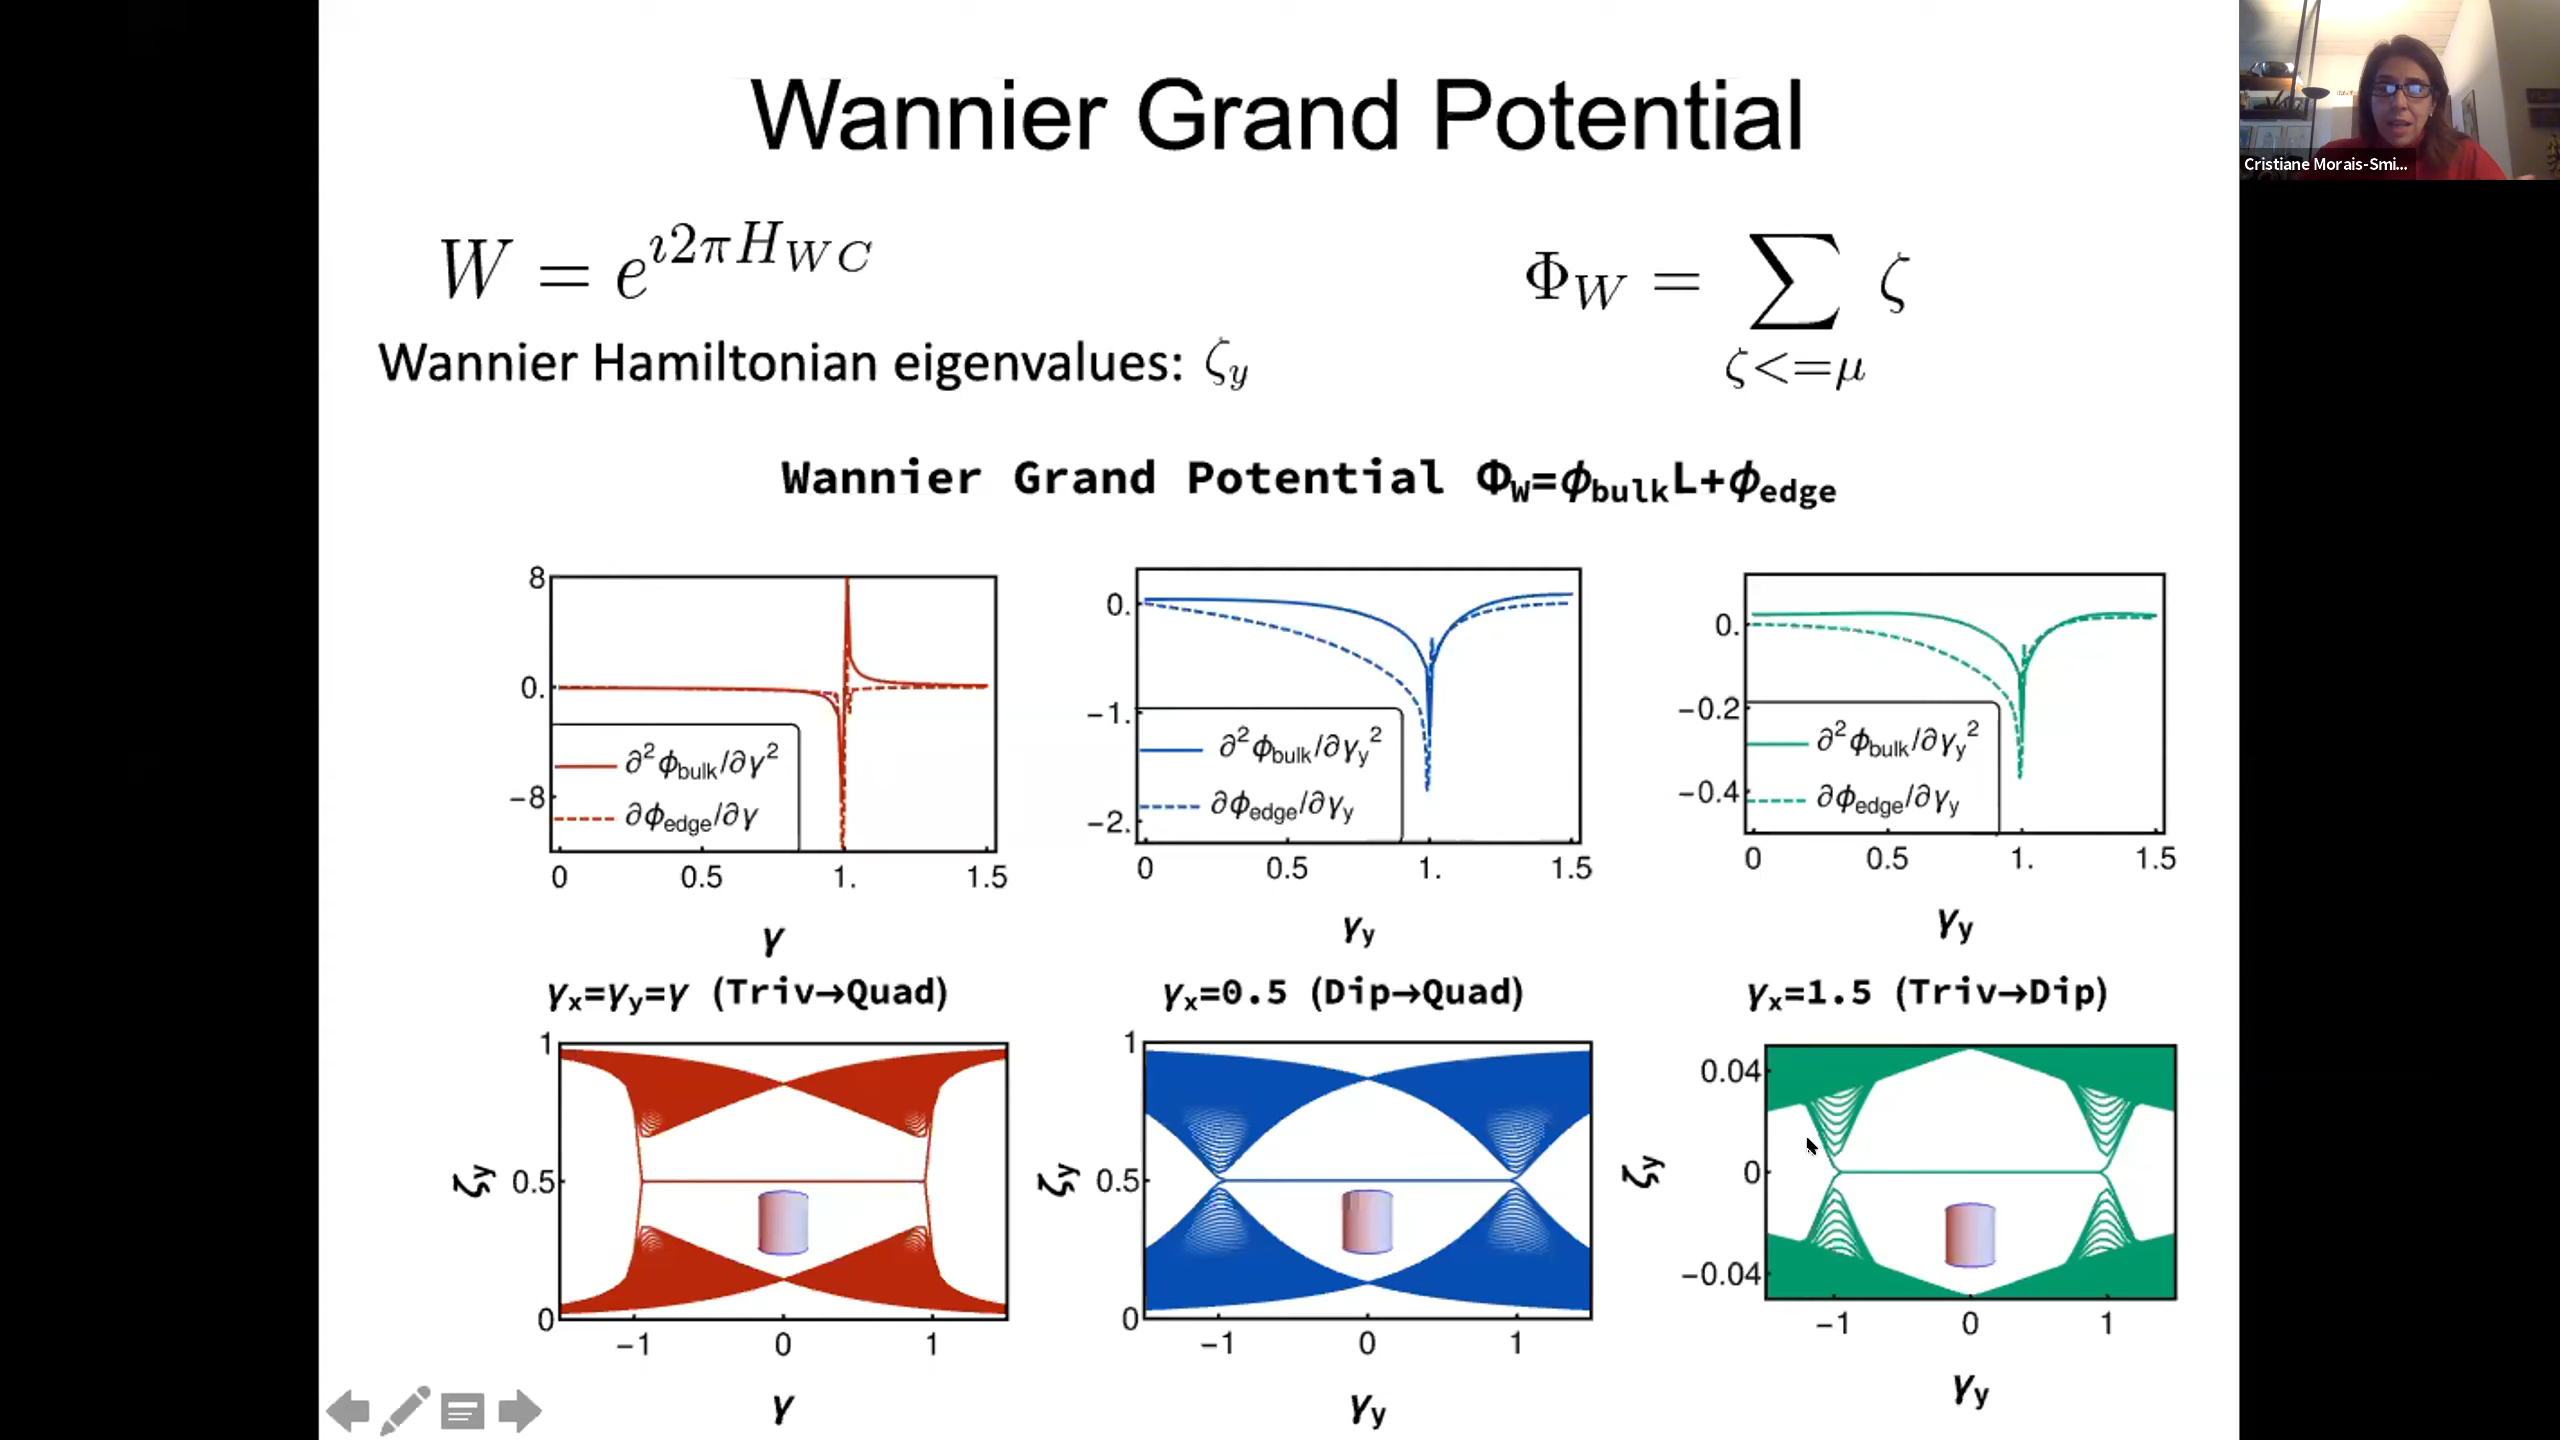 Wannier Grand Potential
Cristiane Morais-Smi...
W = e^{ı2πH_{WC}}
Φ_W = ∑_{ζ<=μ} ζ
Wannier Hamiltonian eigenvalues: ζ_y
Wannier Grand Potential Φ_W=ϕ_bulkL+ϕ_edge
8
0.
−8
∂²ϕ_bulk/∂γ²
∂ϕ_edge/∂γ
0 0.5 1. 1.5
γ
0.
−1.
−2.
∂²ϕ_bulk/∂γ_y²
∂ϕ_edge/∂γ_y
0 0.5 1. 1.5
γ_y
0.
−0.2
−0.4
∂²ϕ_bulk/∂γ_y²
∂ϕ_edge/∂γ_y
0 0.5 1. 1.5
γ_y
γ_x=γ_y=γ (Triv→Quad)
γ_x=0.5 (Dip→Quad)
γ_x=1.5 (Triv→Dip)
1
ζ_y 0.5
0
−1 0 1
γ
1
ζ_y 0.5
0
−1 0 1
γ_y
0.04
ζ_y 0
−0.04
−1 0 1
γ_y